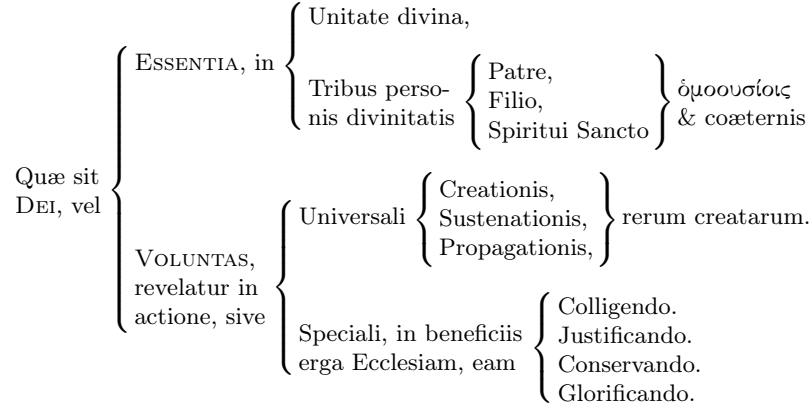 Unitate divina,
ESSENTIA, in
Tribus perso-
nis divinitatis
Patre,
Filio,
Spiritui Sancto
ὁμοουσίοις
& coæternis
Quæ sit
DEI, vel
Universali
Creationis,
Sustenationis,
Propagationis,
rerum creatarum.
VOLUNTAS,
revelatur in
actione, sive
Speciali, in beneficiis
erga Ecclesiam, eam
Colligendo.
Justificando.
Conservando.
Glorificando.